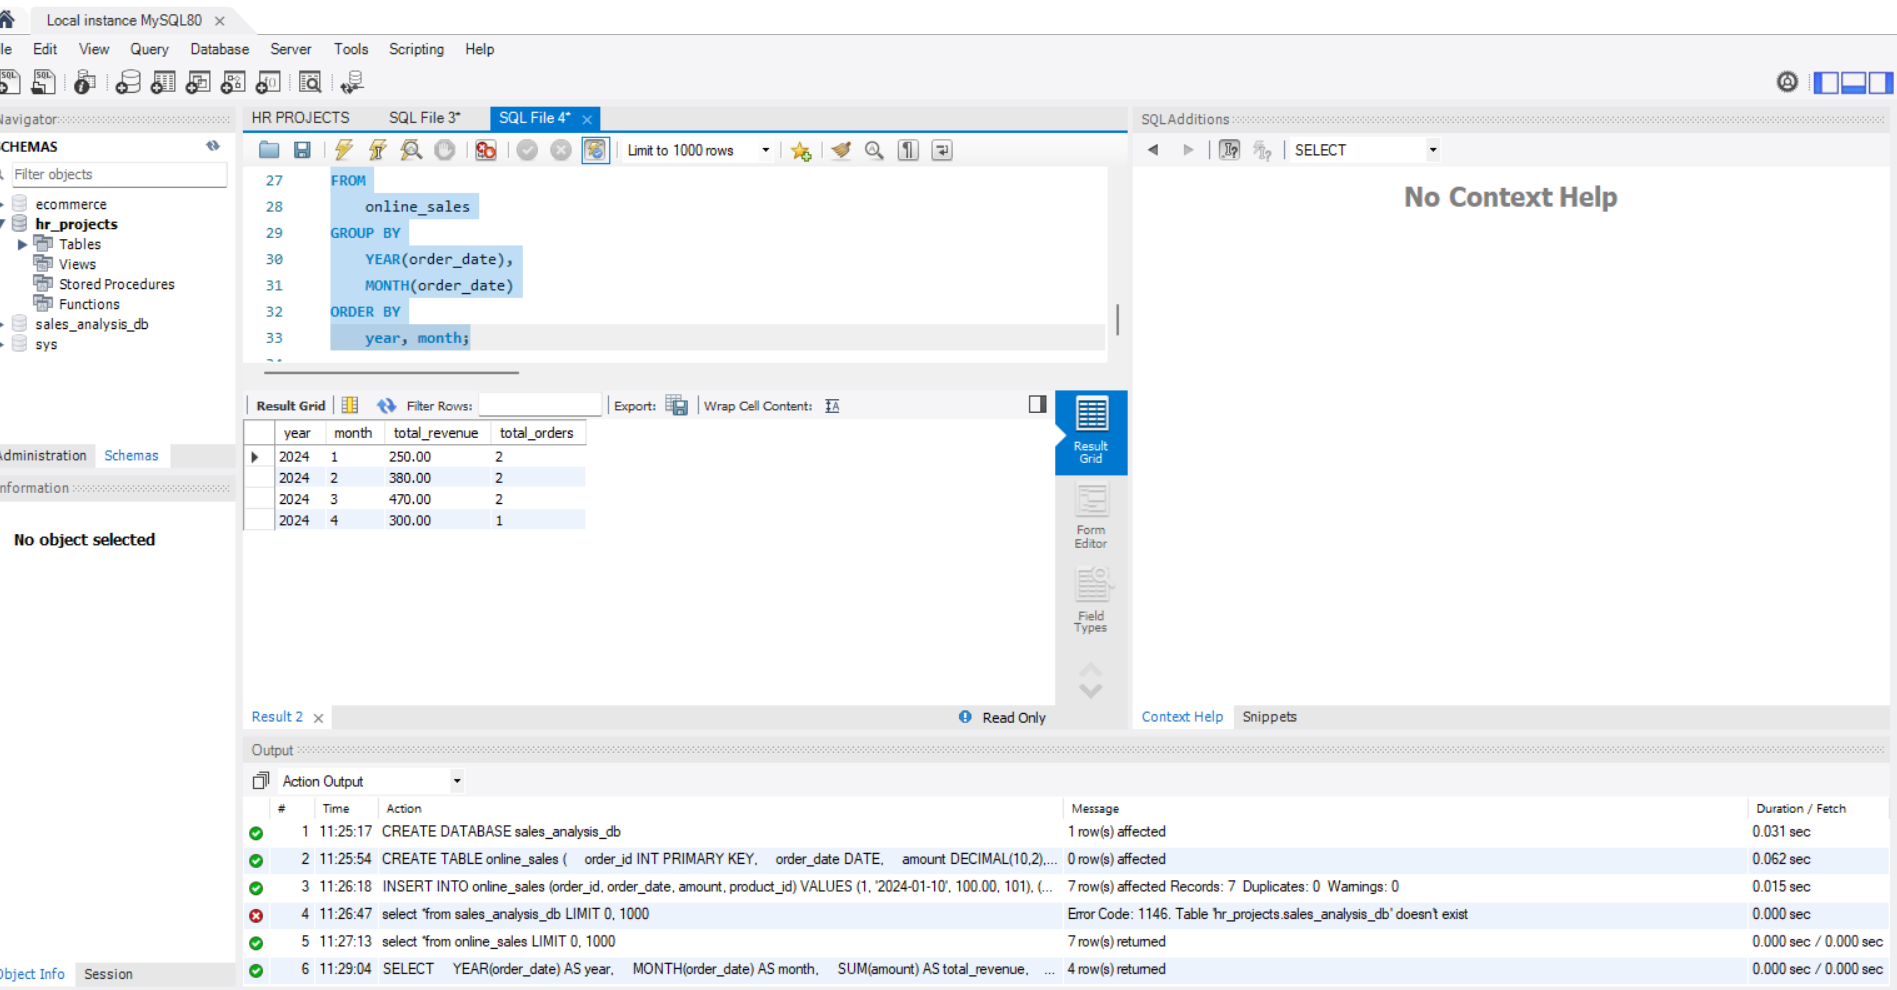 Local instance MySQL80
le Edit View Query Database Server Tools Scripting Help
Navigator
CHEMAS
Filter objects
ecommerce
hr_projects
Tables
Views
Stored Procedures
Functions
sales_analysis_db
sys
Administration Schemas
nformation
No object selected
Object Info Session
HR PROJECTS SQL File 3* SQL File 4*
Limit to 1000 rows
27 FROM
28 online_sales
29 GROUP BY
30 YEAR(order_date),
31 MONTH(order_date)
32 ORDER BY
33 year, month;
Result Grid Filter Rows: Export: Wrap Cell Content:
year month total_revenue total_orders
2024 1 250.00 2
2024 2 380.00 2
2024 3 470.00 2
2024 4 300.00 1
Result
Grid
Form
Editor
Field
Types
Result 2 Read Only
SQLAdditions
SELECT
No Context Help
Context Help Snippets
Output
Action Output
# Time Action Message Duration / Fetch
1 11:25:17 CREATE DATABASE sales_analysis_db 1 row(s) affected 0.031 sec
2 11:25:54 CREATE TABLE online_sales ( order_id INT PRIMARY KEY, order_date DATE, amount DECIMAL(10,2),... 0 row(s) affected 0.062 sec
3 11:26:18 INSERT INTO online_sales (order_id, order_date, amount, product_id) VALUES (1, '2024-01-10', 100.00, 101), (... 7 row(s) affected Records: 7 Duplicates: 0 Warnings: 0 0.015 sec
4 11:26:47 select *from sales_analysis_db LIMIT 0, 1000 Error Code: 1146. Table 'hr_projects.sales_analysis_db' doesn't exist 0.000 sec
5 11:27:13 select *from online_sales LIMIT 0, 1000 7 row(s) returned 0.000 sec / 0.000 sec
6 11:29:04 SELECT YEAR(order_date) AS year, MONTH(order_date) AS month, SUM(amount) AS total_revenue, ... 4 row(s) returned 0.000 sec / 0.000 sec